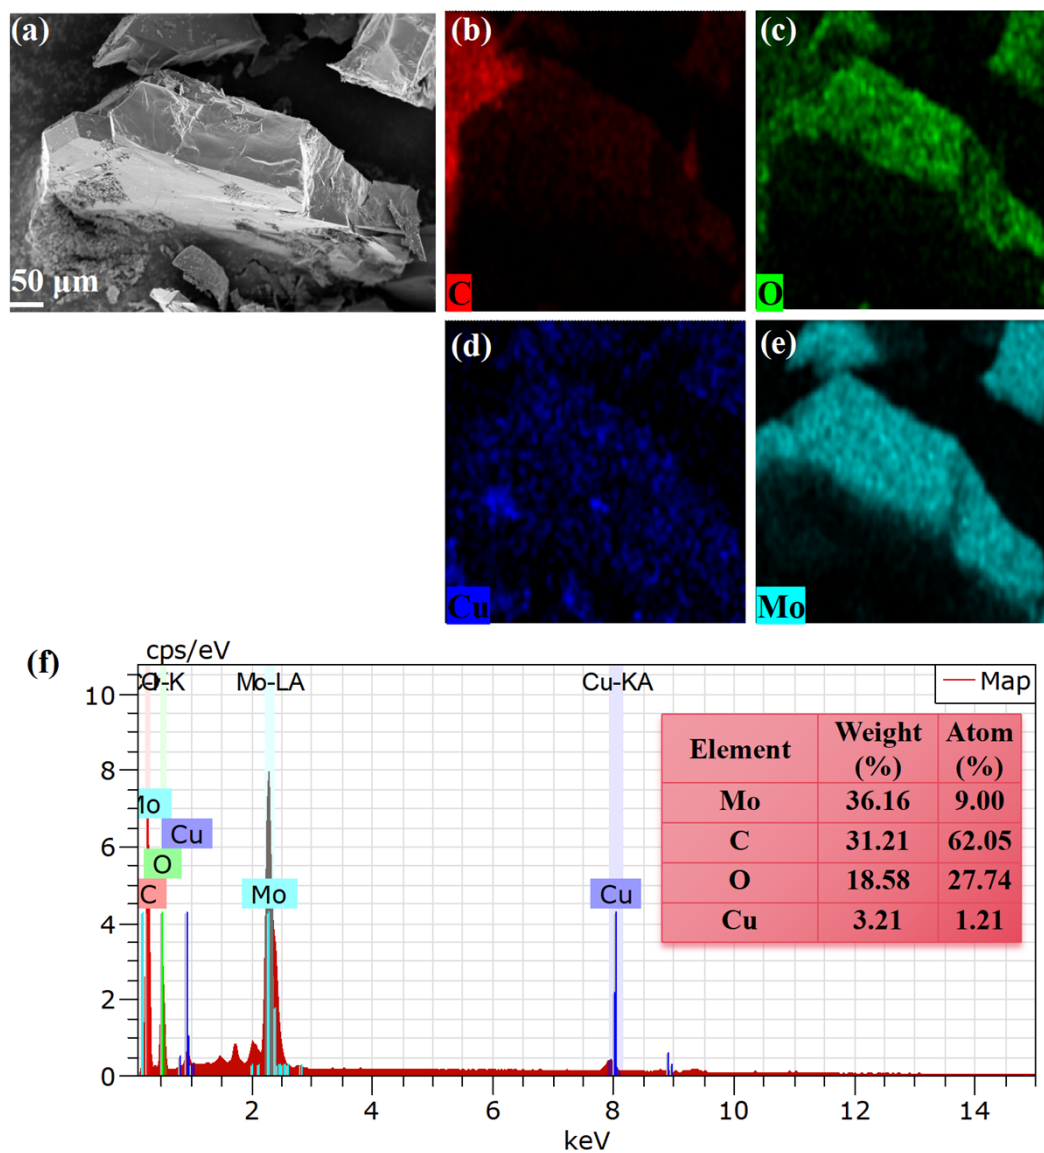 (a)
50 µm
(b)
C
(c)
O
(d)
Cu
(e)
Mo
(f)
cps/eV
Mo-LA
Cu-KA
Map
10
8
6
4
2
0
Mo
Cu
O
C
Mo
Cu
Element Weight (%) Atom (%)
Mo 36.16 9.00
C 31.21 62.05
O 18.58 27.74
Cu 3.21 1.21
2 4 6 8 10 12 14
keV